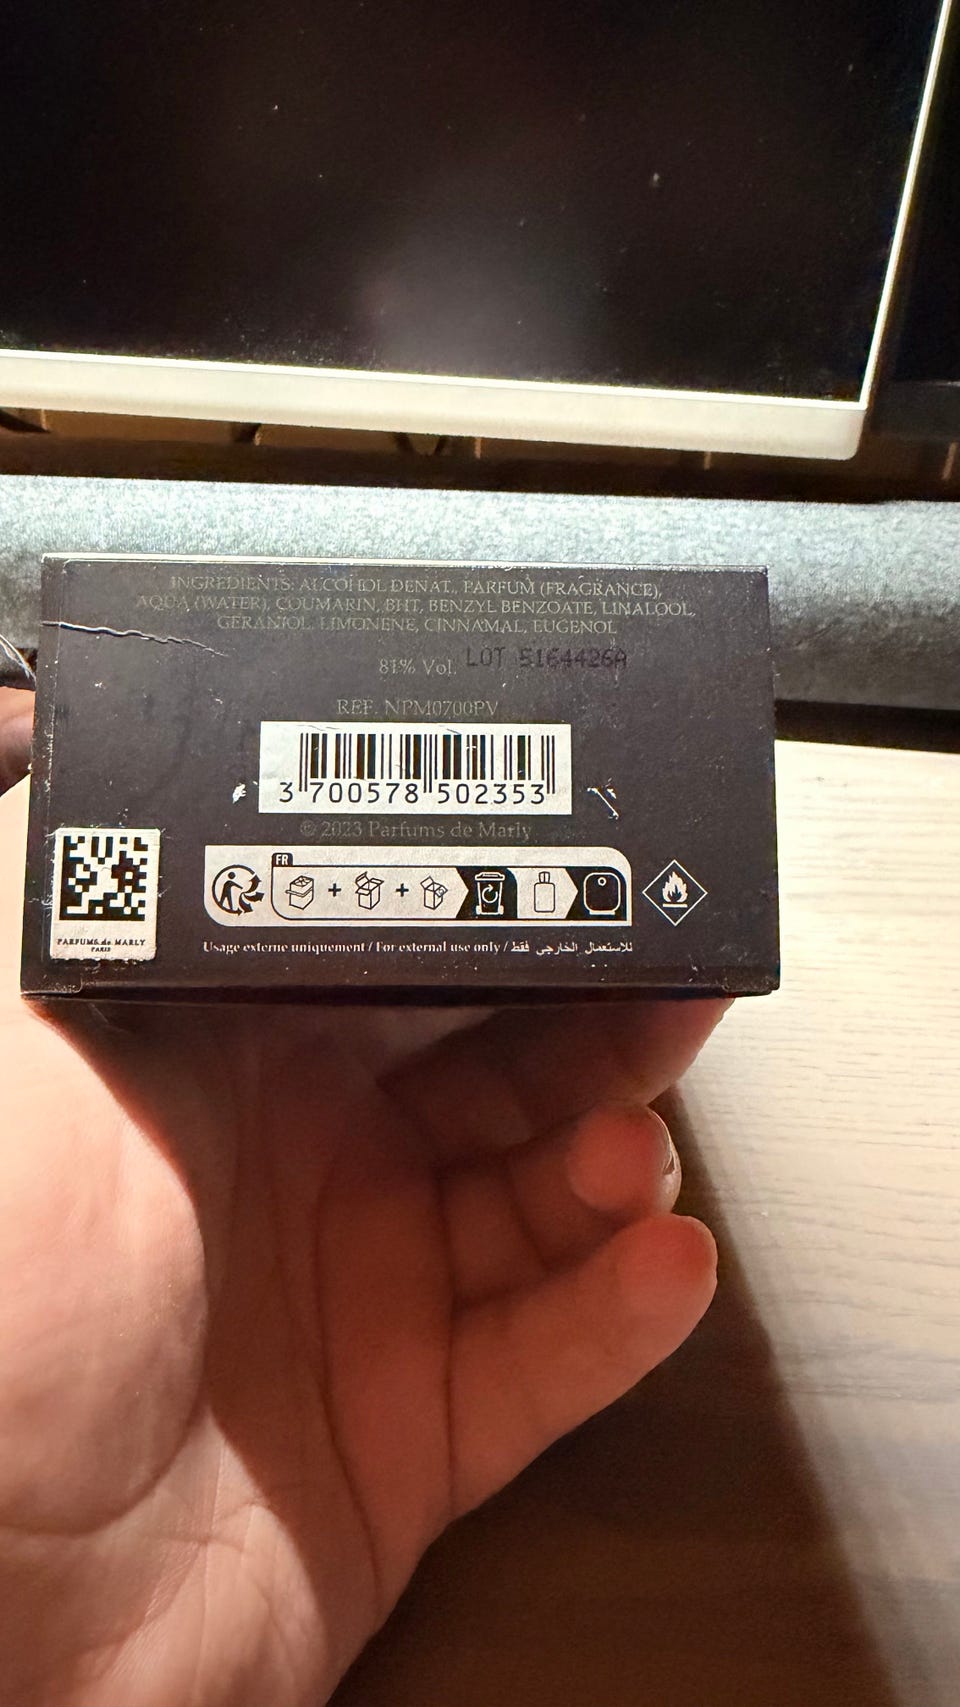 INGREDIENTS: ALCOHOL DENAT., PARFUM (FRAGRANCE),
AQUA (WATER), COUMARIN, BHT, BENZYL BENZOATE, LINALOOL,
GERANIOL, LIMONENE, CINNAMAL, EUGENOL
81% Vol. LOT 5164426A
REF. NPM0700PV
3 700578 502353
© 2023 Parfums de Marly
FR
+ +
PARFUMS de MARLY
PARIS
Usage externe uniquement / For external use only / للاستعمال الخارجي فقط